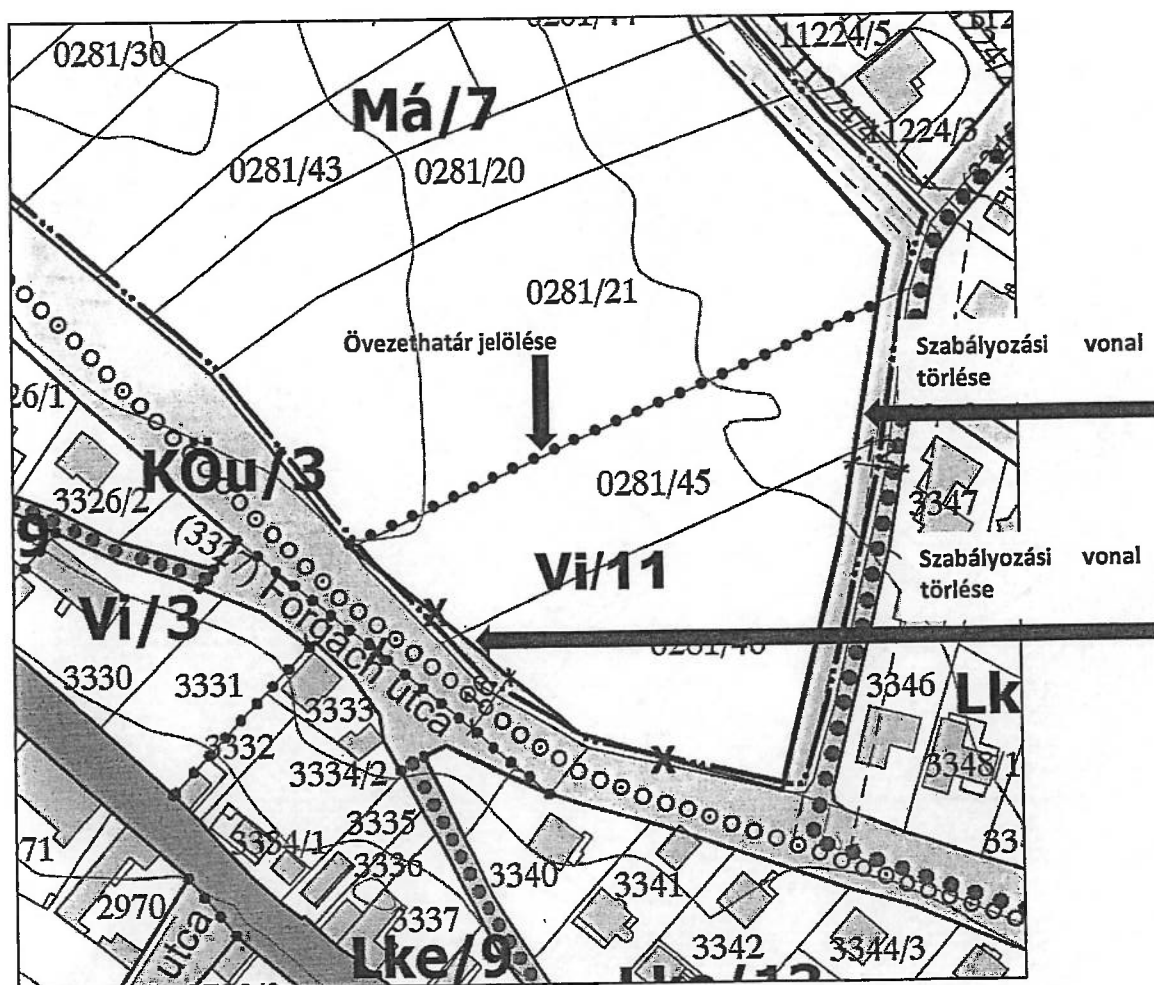 0281/30
11224/5
Má/7
11224/3
0281/43
0281/20
0281/21
Övezethatár jelölése
Szabályozási vonal
törlése
26/1
KÖu/3
3326/2
0281/45
3347
9
Forgách utca
Vi/11
Szabályozási vonal
törlése
Vi/3
3330
3331
3333
3346
Lk
3332
3334/2
3348
3335
3334/1
71
3336
3340
3341
2970
3337
3342
3344/3
utca
Lke/9